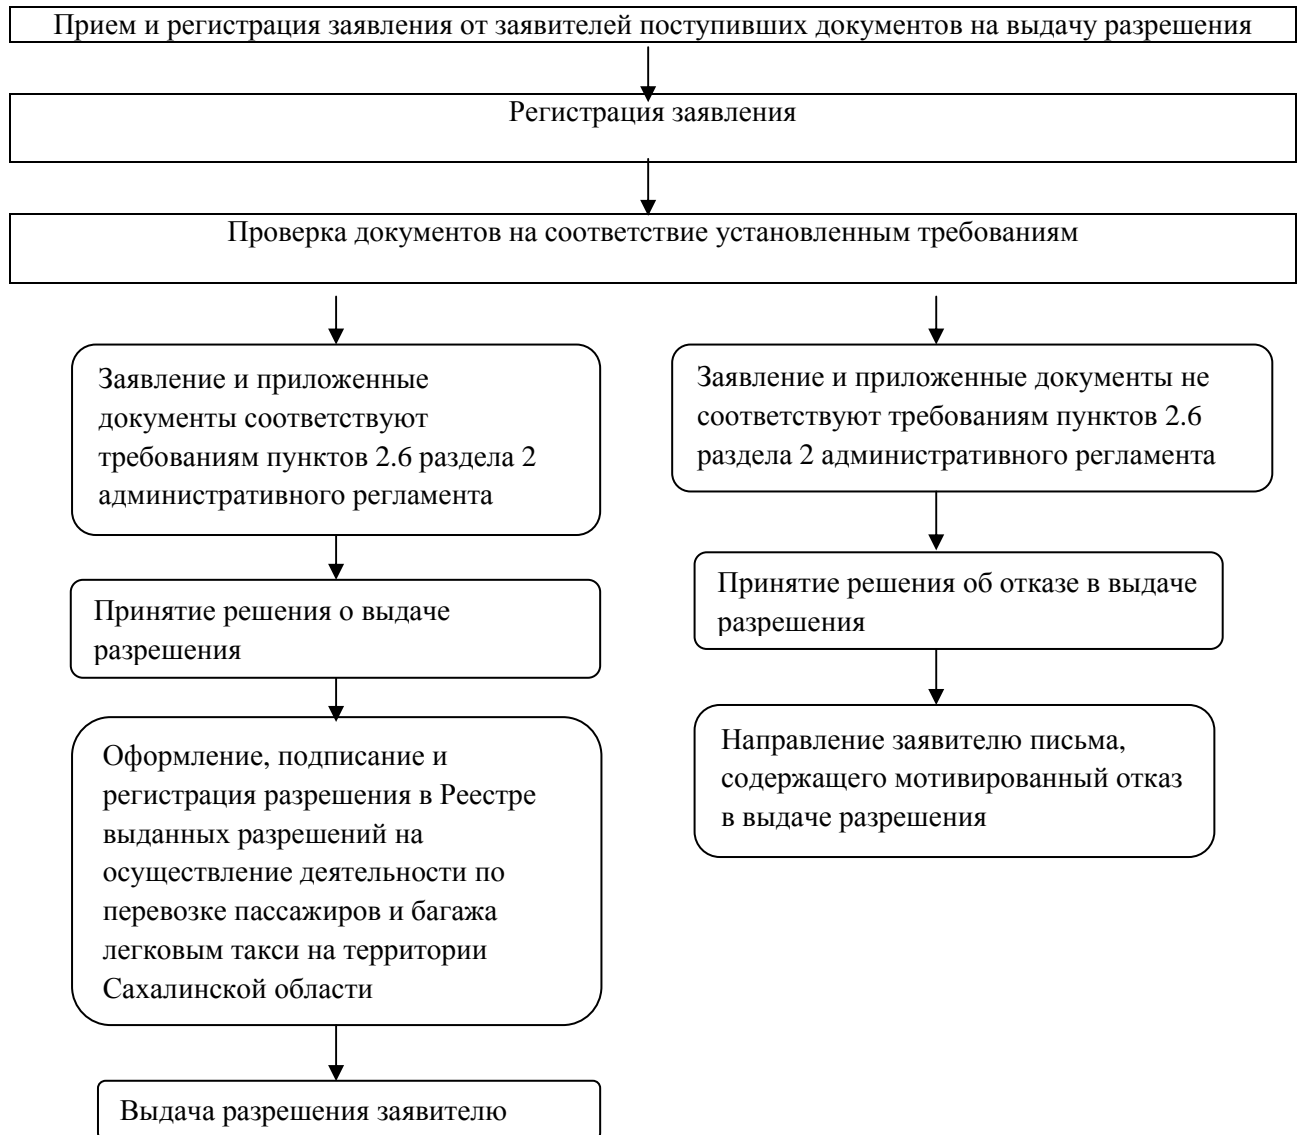 Прием и регистрация заявления от заявителей поступивших документов на выдачу разрешения
Регистрация заявления
Проверка документов на соответствие установленным требованиям
Заявление и приложенные
документы соответствуют
требованиям пунктов 2.6 раздела 2
административного регламента
Заявление и приложенные документы не
соответствуют требованиям пунктов 2.6
раздела 2 административного регламента
Принятие решения о выдаче
разрешения
Принятие решения об отказе в выдаче
разрешения
Оформление, подписание и
регистрация разрешения в Реестре
выданных разрешений на
осуществление деятельности по
перевозке пассажиров и багажа
легковым такси на территории
Сахалинской области
Направление заявителю письма,
содержащего мотивированный отказ
в выдаче разрешения
Выдача разрешения заявителю